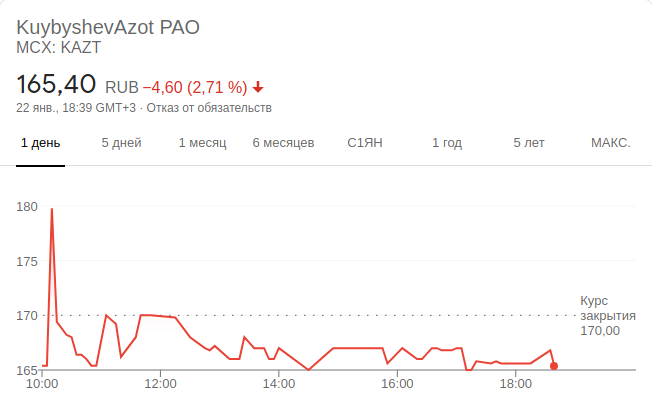 KuybyshevAzot PAO
MCX: KAZT
165,40 RUB −4,60 (2,71 %) ↓
22 янв., 18:39 GMT+3 · Отказ от обязательств
1 день 5 дней 1 месяц 6 месяцев С1ЯН 1 год 5 лет МАКС.
180
175
170
165
Курс
закрытия
170,00
10:00 12:00 14:00 16:00 18:00